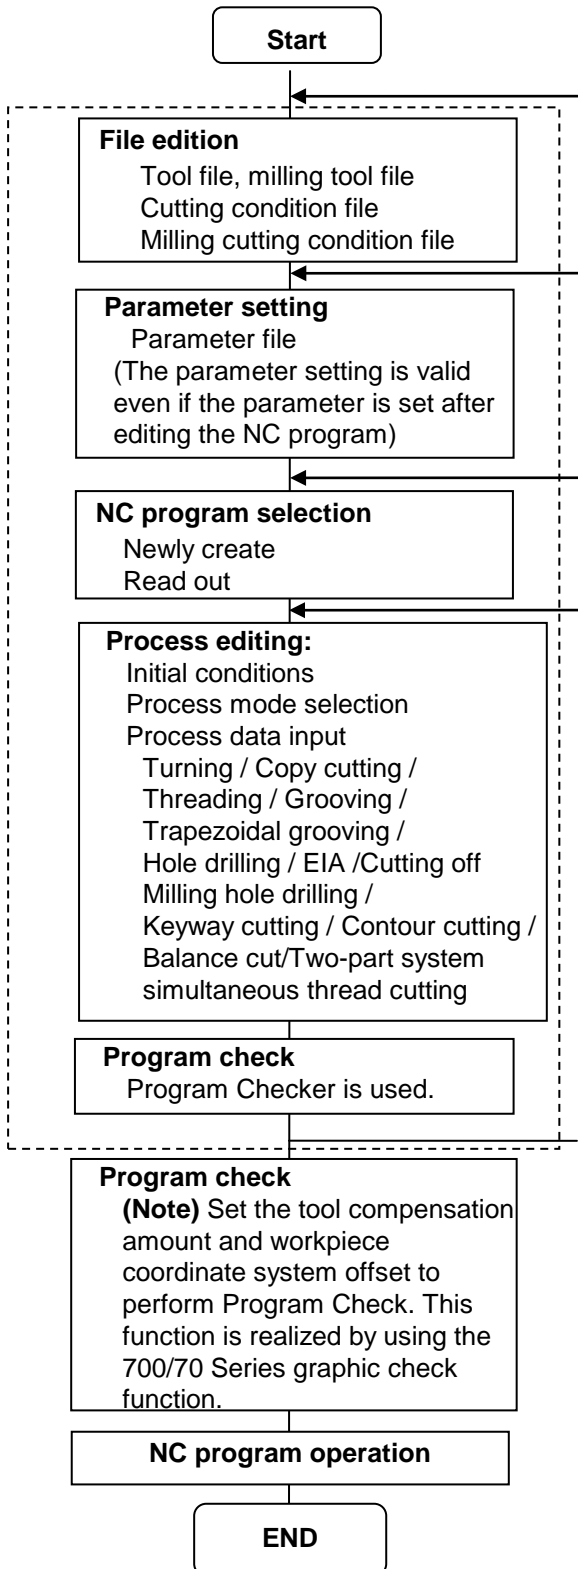 Start
File edition
Tool file, milling tool file
Cutting condition file
Milling cutting condition file
Parameter setting
Parameter file
(The parameter setting is valid
even if the parameter is set after
editing the NC program)
NC program selection
Newly create
Read out
Process editing:
Initial conditions
Process mode selection
Process data input
Turning / Copy cutting /
Threading / Grooving /
Trapezoidal grooving /
Hole drilling / EIA /Cutting off
Milling hole drilling /
Keyway cutting / Contour cutting /
Balance cut/Two-part system
simultaneous thread cutting
Program check
Program Checker is used.
Program check
(Note) Set the tool compensation
amount and workpiece
coordinate system offset to
perform Program Check. This
function is realized by using the
700/70 Series graphic check
function.
NC program operation
END